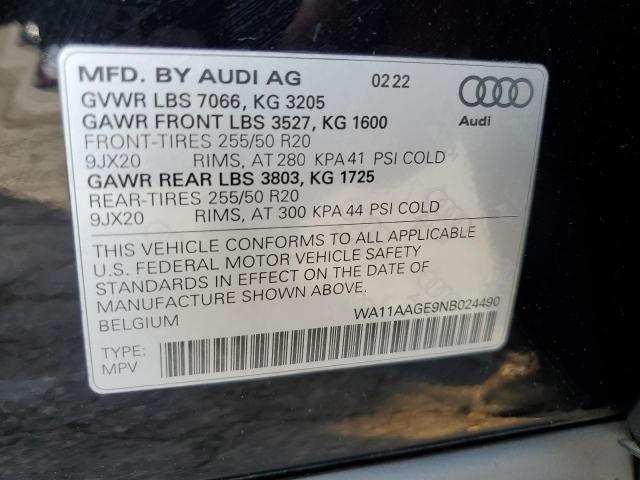 MFD. BY AUDI AG 0222
GVWR LBS 7066, KG 3205
GAWR FRONT LBS 3527, KG 1600
FRONT-TIRES 255/50 R20
9JX20 RIMS, AT 280 KPA 41 PSI COLD
GAWR REAR LBS 3803, KG 1725
REAR-TIRES 255/50 R20
9JX20 RIMS, AT 300 KPA 44 PSI COLD
Audi
THIS VEHICLE CONFORMS TO ALL APPLICABLE
U.S. FEDERAL MOTOR VEHICLE SAFETY
STANDARDS IN EFFECT ON THE DATE OF
MANUFACTURE SHOWN ABOVE.
BELGIUM
WA11AAGE9NB024490
TYPE:
MPV